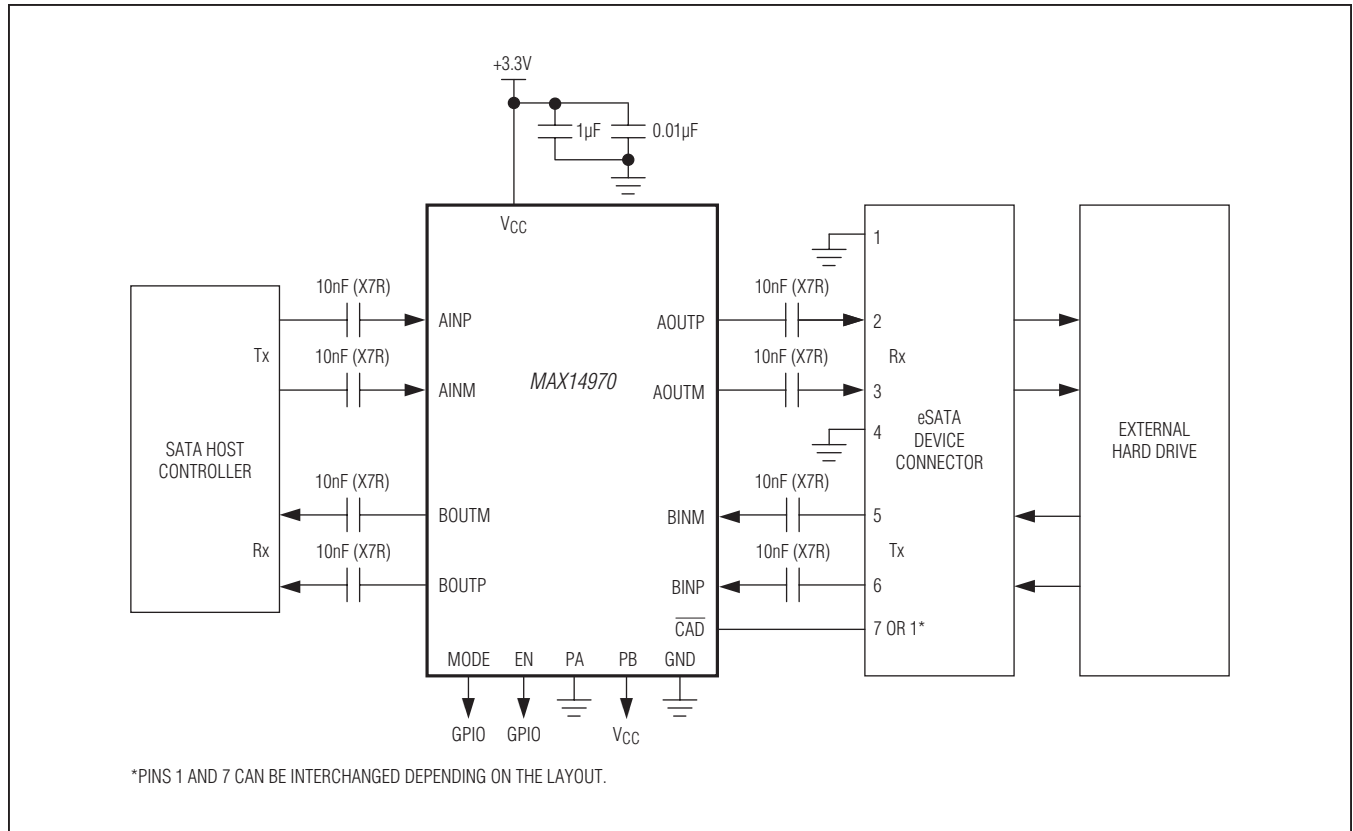 +3.3V
1µF
0.01µF
VCC
10nF (X7R)
10nF (X7R)
1
AINP
AOUTP
2
Tx
10nF (X7R)
10nF (X7R)
Rx
AINM
MAX14970
AOUTM
3
SATA HOST
CONTROLLER
4
eSATA
DEVICE
CONNECTOR
EXTERNAL
HARD DRIVE
10nF (X7R)
10nF (X7R)
BOUTM
BINM
5
Rx
10nF (X7R)
10nF (X7R)
Tx
BOUTP
BINP
6
CAD
7 OR 1*
MODE
EN
PA
PB
GND
GPIO
GPIO
VCC
*PINS 1 AND 7 CAN BE INTERCHANGED DEPENDING ON THE LAYOUT.